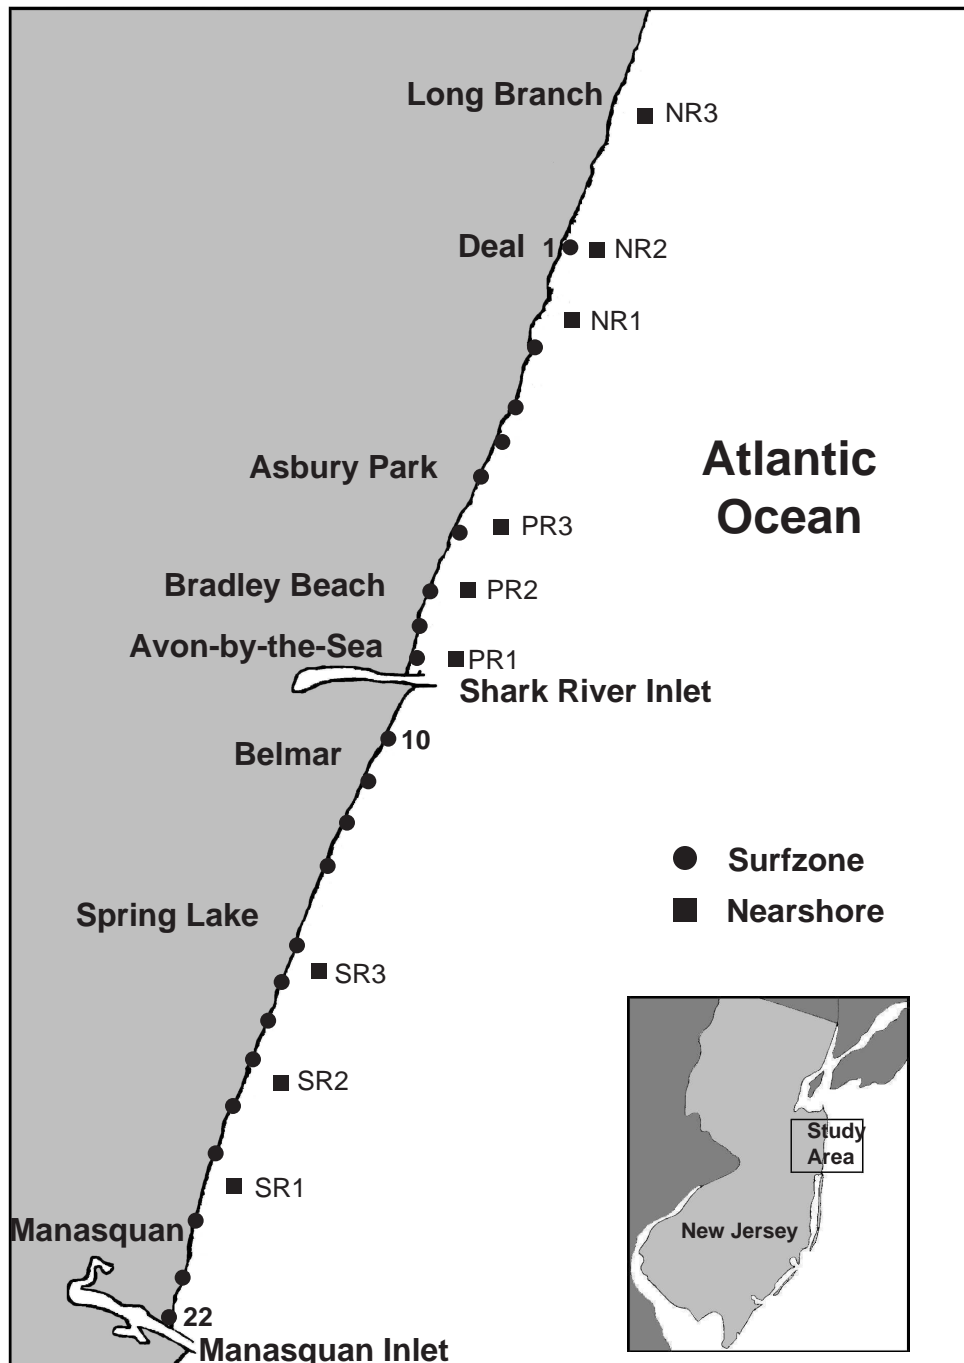 Long Branch
NR3
Deal 1
NR2
NR1
Atlantic
Ocean
Asbury Park
PR3
Bradley Beach
PR2
Avon-by-the-Sea
PR1
Shark River Inlet
10
Belmar
Surfzone
Nearshore
Spring Lake
SR3
SR2
SR1
Study
Area
New Jersey
Manasquan
22
Manasquan Inlet